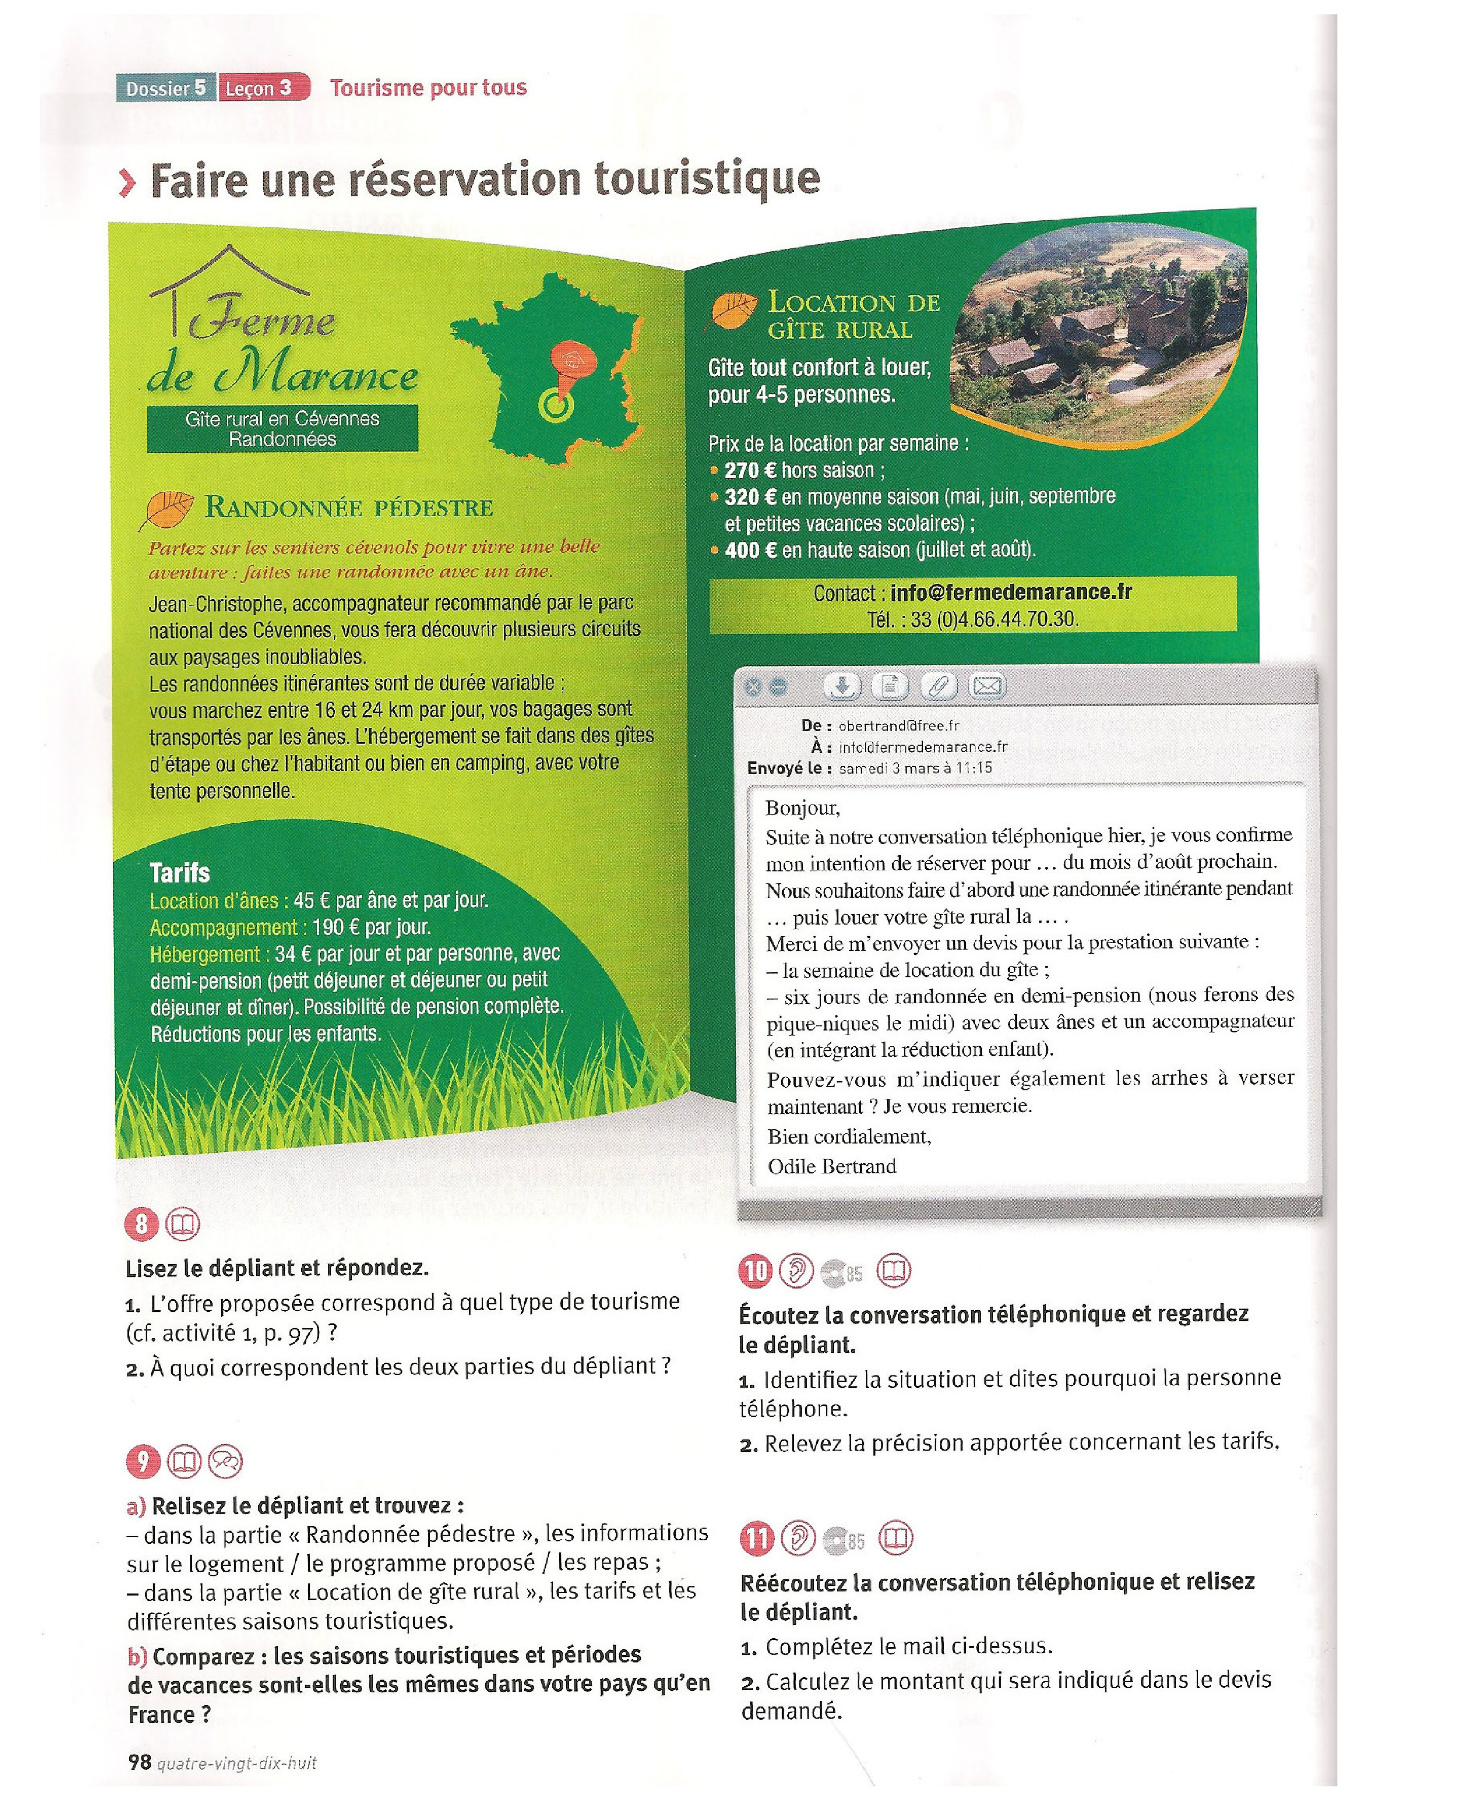 Dossier 5 Leçon 3 Tourisme pour tous
› Faire une réservation touristique
Ferme
de Marance
Gîte rural en Cévennes
Randonnées
RANDONNÉE PÉDESTRE
Partez sur les sentiers cévenols pour vivre une belle
aventure : faites une randonnée avec un âne.
Jean-Christophe, accompagnateur recommandé par le parc
national des Cévennes, vous fera découvrir plusieurs circuits
aux paysages inoubliables.
Les randonnées itinérantes sont de durée variable ;
vous marchez entre 16 et 24 km par jour, vos bagages sont
transportés par les ânes. L'hébergement se fait dans des gîtes
d'étape ou chez l'habitant ou bien en camping, avec votre
tente personnelle.
Tarifs
Location d'ânes : 45 € par âne et par jour.
Accompagnement : 190 € par jour.
Hébergement : 34 € par jour et par personne, avec
demi-pension (petit déjeuner et déjeuner ou petit
déjeuner et dîner). Possibilité de pension complète.
Réductions pour les enfants.
LOCATION DE
GÎTE RURAL
Gîte tout confort à louer,
pour 4-5 personnes.
Prix de la location par semaine :
• 270 € hors saison ;
• 320 € en moyenne saison (mai, juin, septembre
et petites vacances scolaires) ;
• 400 € en haute saison (juillet et août).
Contact : info@fermedemarance.fr
Tél. : 33 (0)4.66.44.70.30.
De : obertrand@free.fr
À : info@fermedemarance.fr
Envoyé le : samedi 3 mars à 11:15
Bonjour,
Suite à notre conversation téléphonique hier, je vous confirme
mon intention de réserver pour … du mois d'août prochain.
Nous souhaitons faire d'abord une randonnée itinérante pendant
… puis louer votre gîte rural la … .
Merci de m'envoyer un devis pour la prestation suivante :
– la semaine de location du gîte ;
– six jours de randonnée en demi-pension (nous ferons des
pique-niques le midi) avec deux ânes et un accompagnateur
(en intégrant la réduction enfant).
Pouvez-vous m'indiquer également les arrhes à verser
maintenant ? Je vous remercie.
Bien cordialement,
Odile Bertrand
8
Lisez le dépliant et répondez.
1. L'offre proposée correspond à quel type de tourisme
(cf. activité 1, p. 97) ?
2. À quoi correspondent les deux parties du dépliant ?
9
a) Relisez le dépliant et trouvez :
– dans la partie « Randonnée pédestre », les informations
sur le logement / le programme proposé / les repas ;
– dans la partie « Location de gîte rural », les tarifs et les
différentes saisons touristiques.
b) Comparez : les saisons touristiques et périodes
de vacances sont-elles les mêmes dans votre pays qu'en
France ?
10 85
Écoutez la conversation téléphonique et regardez
le dépliant.
1. Identifiez la situation et dites pourquoi la personne
téléphone.
2. Relevez la précision apportée concernant les tarifs.
11 85
Réécoutez la conversation téléphonique et relisez
le dépliant.
1. Complétez le mail ci-dessus.
2. Calculez le montant qui sera indiqué dans le devis
demandé.
98 quatre-vingt-dix-huit